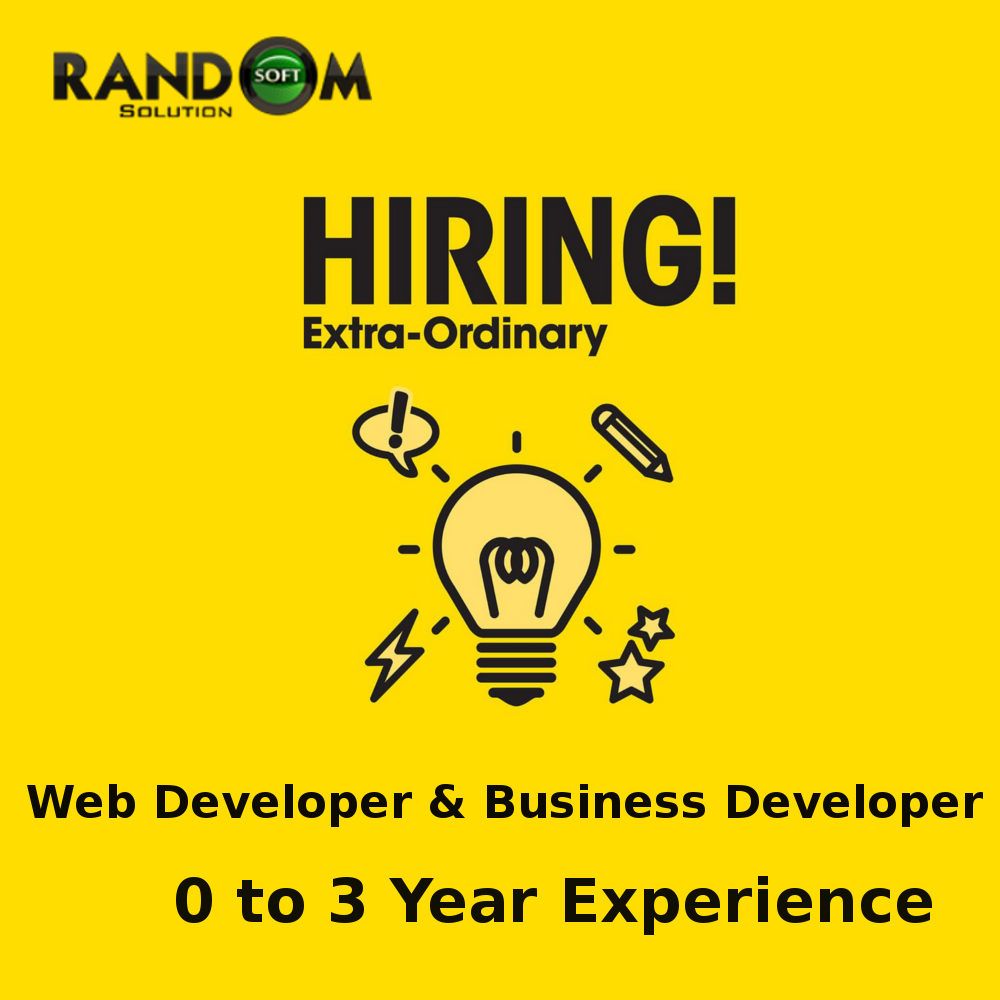 RANDOM
SOFT
SOLUTION
HIRING!
Extra-Ordinary
!
Web Developer & Business Developer
0 to 3 Year Experience